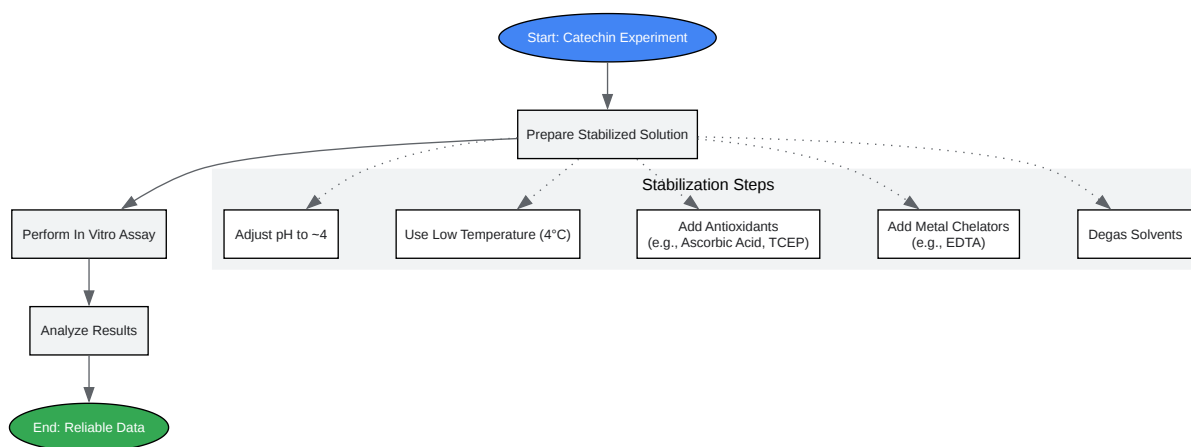 Start: Catechin Experiment
Prepare Stabilized Solution
Stabilization Steps
Perform In Vitro Assay
Adjust pH to ~4
Use Low Temperature (4°C)
Add Antioxidants
(e.g., Ascorbic Acid, TCEP)
Add Metal Chelators
(e.g., EDTA)
Degas Solvents
Analyze Results
End: Reliable Data